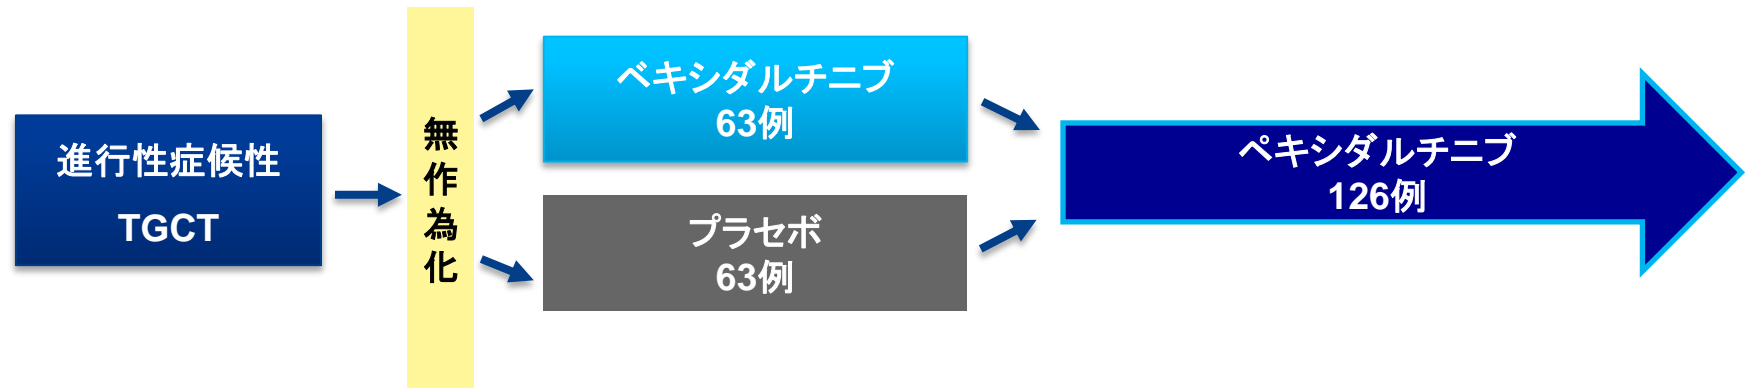 進行性症候性
TGCT
無作為化
ペキシダルチニブ
63例
プラセボ
63例
ペキシダルチニブ
126例